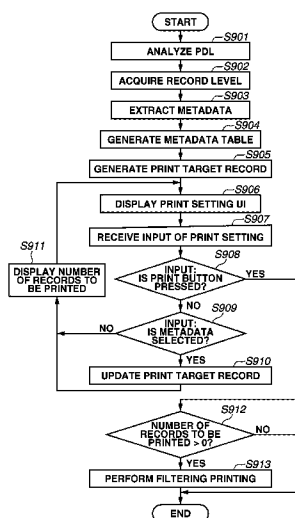 START
S901
ANALYZE PDL
S902
ACQUIRE RECORD LEVEL
S903
EXTRACT METADATA
S904
GENERATE METADATA TABLE
S905
GENERATE PRINT TARGET RECORD
S906
DISPLAY PRINT SETTING UI
S907
RECEIVE INPUT OF PRINT SETTING
S908
INPUT:
IS PRINT BUTTON
PRESSED?
YES
NO
S911
DISPLAY NUMBER
OF RECORDS TO
BE PRINTED
S909
INPUT:
IS METADATA
SELECTED?
NO
YES
S910
UPDATE PRINT TARGET RECORD
S912
NUMBER OF
RECORDS TO BE
PRINTED > 0?
NO
YES
S913
PERFORM FILTERING PRINTING
END